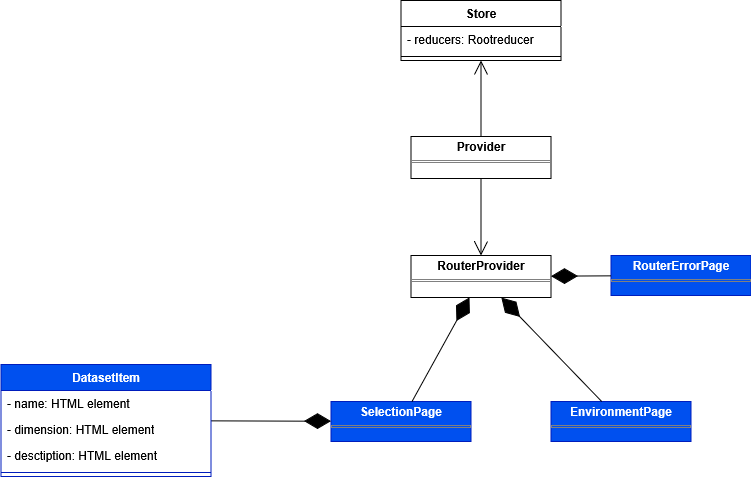 Store
- reducers: Rootreducer
Provider
RouterProvider
RouterErrorPage
DatasetItem
- name: HTML element
- dimension: HTML element
- desctiption: HTML element
SelectionPage
EnvironmentPage